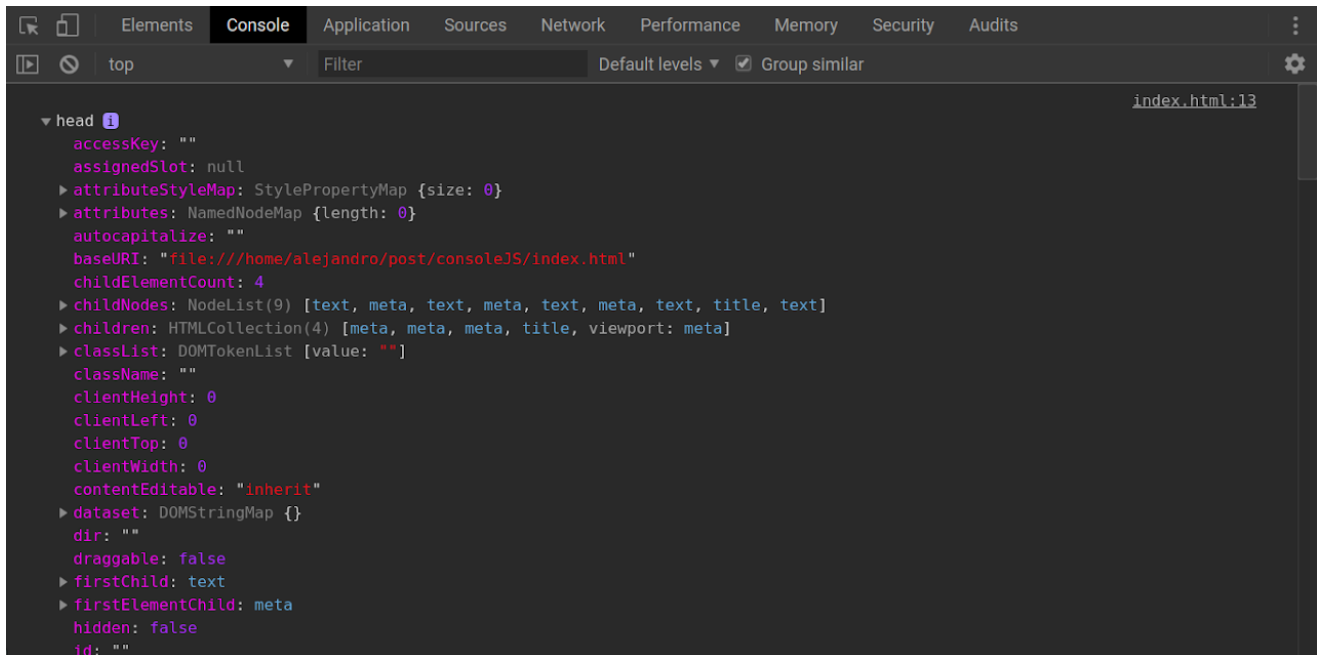 Elements Console Application Sources Network Performance Memory Security Audits
top Filter Default levels Group similar
index.html:13
head i
accessKey: ""
assignedSlot: null
attributeStyleMap: StylePropertyMap {size: 0}
attributes: NamedNodeMap {length: 0}
autocapitalize: ""
baseURI: "file:///home/alejandro/post/consoleJS/index.html"
childElementCount: 4
childNodes: NodeList(9) [text, meta, text, meta, text, meta, text, title, text]
children: HTMLCollection(4) [meta, meta, meta, title, viewport: meta]
classList: DOMTokenList [value: ""]
className: ""
clientHeight: 0
clientLeft: 0
clientTop: 0
clientWidth: 0
contentEditable: "inherit"
dataset: DOMStringMap {}
dir: ""
draggable: false
firstChild: text
firstElementChild: meta
hidden: false
id: ""